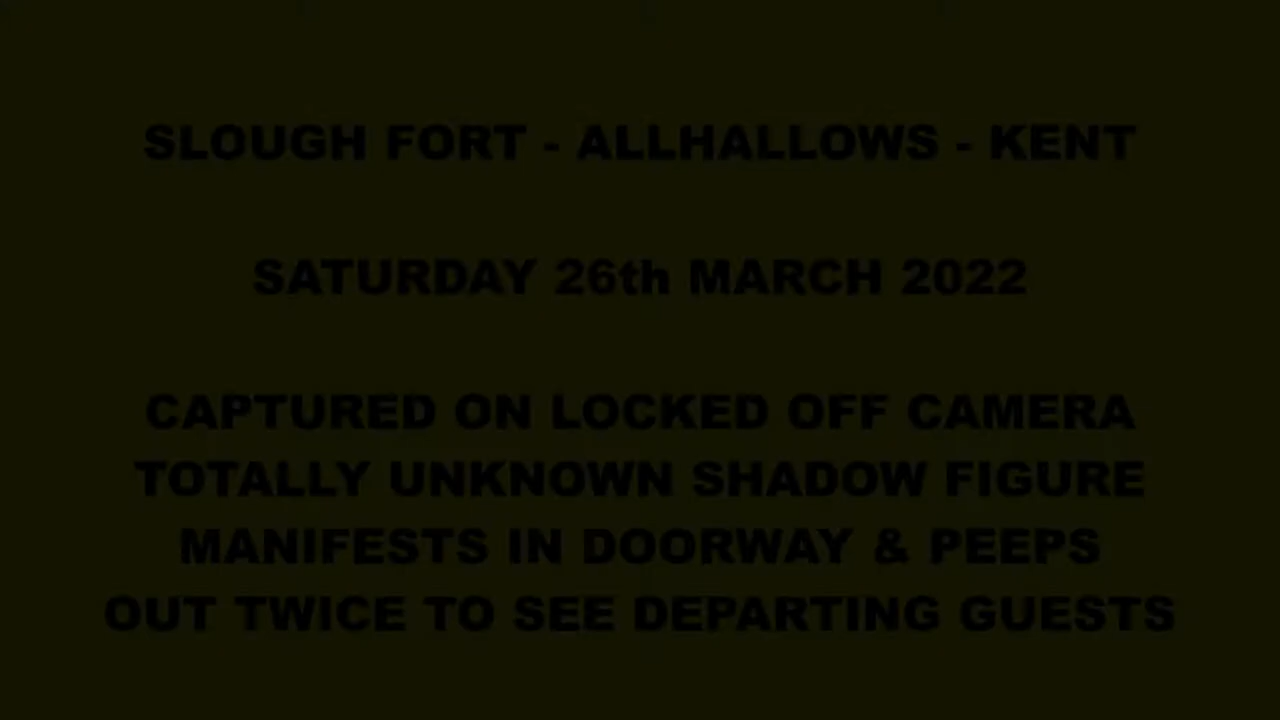 SLOUGH FORT - ALLHALLOWS - KENT
SATURDAY 26th MARCH 2022
CAPTURED ON LOCKED OFF CAMERA
TOTALLY UNKNOWN SHADOW FIGURE
MANIFESTS IN DOORWAY & PEEPS
OUT TWICE TO SEE DEPARTING GUESTS